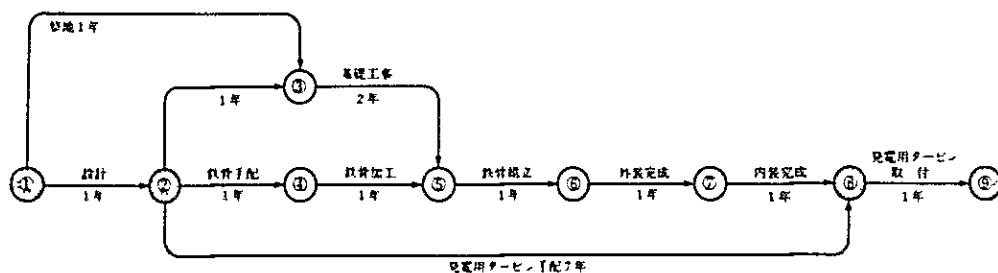 整地1年
③
基礎工事
1年
2年
①
設計
1年
②
鉄骨手配
1年
④
鉄骨加工
1年
⑤
鉄骨組立
1年
⑥
外装完成
1年
⑦
内装完成
1年
⑧
発電用タービン
取付
1年
⑨
発電用タービン手配7年